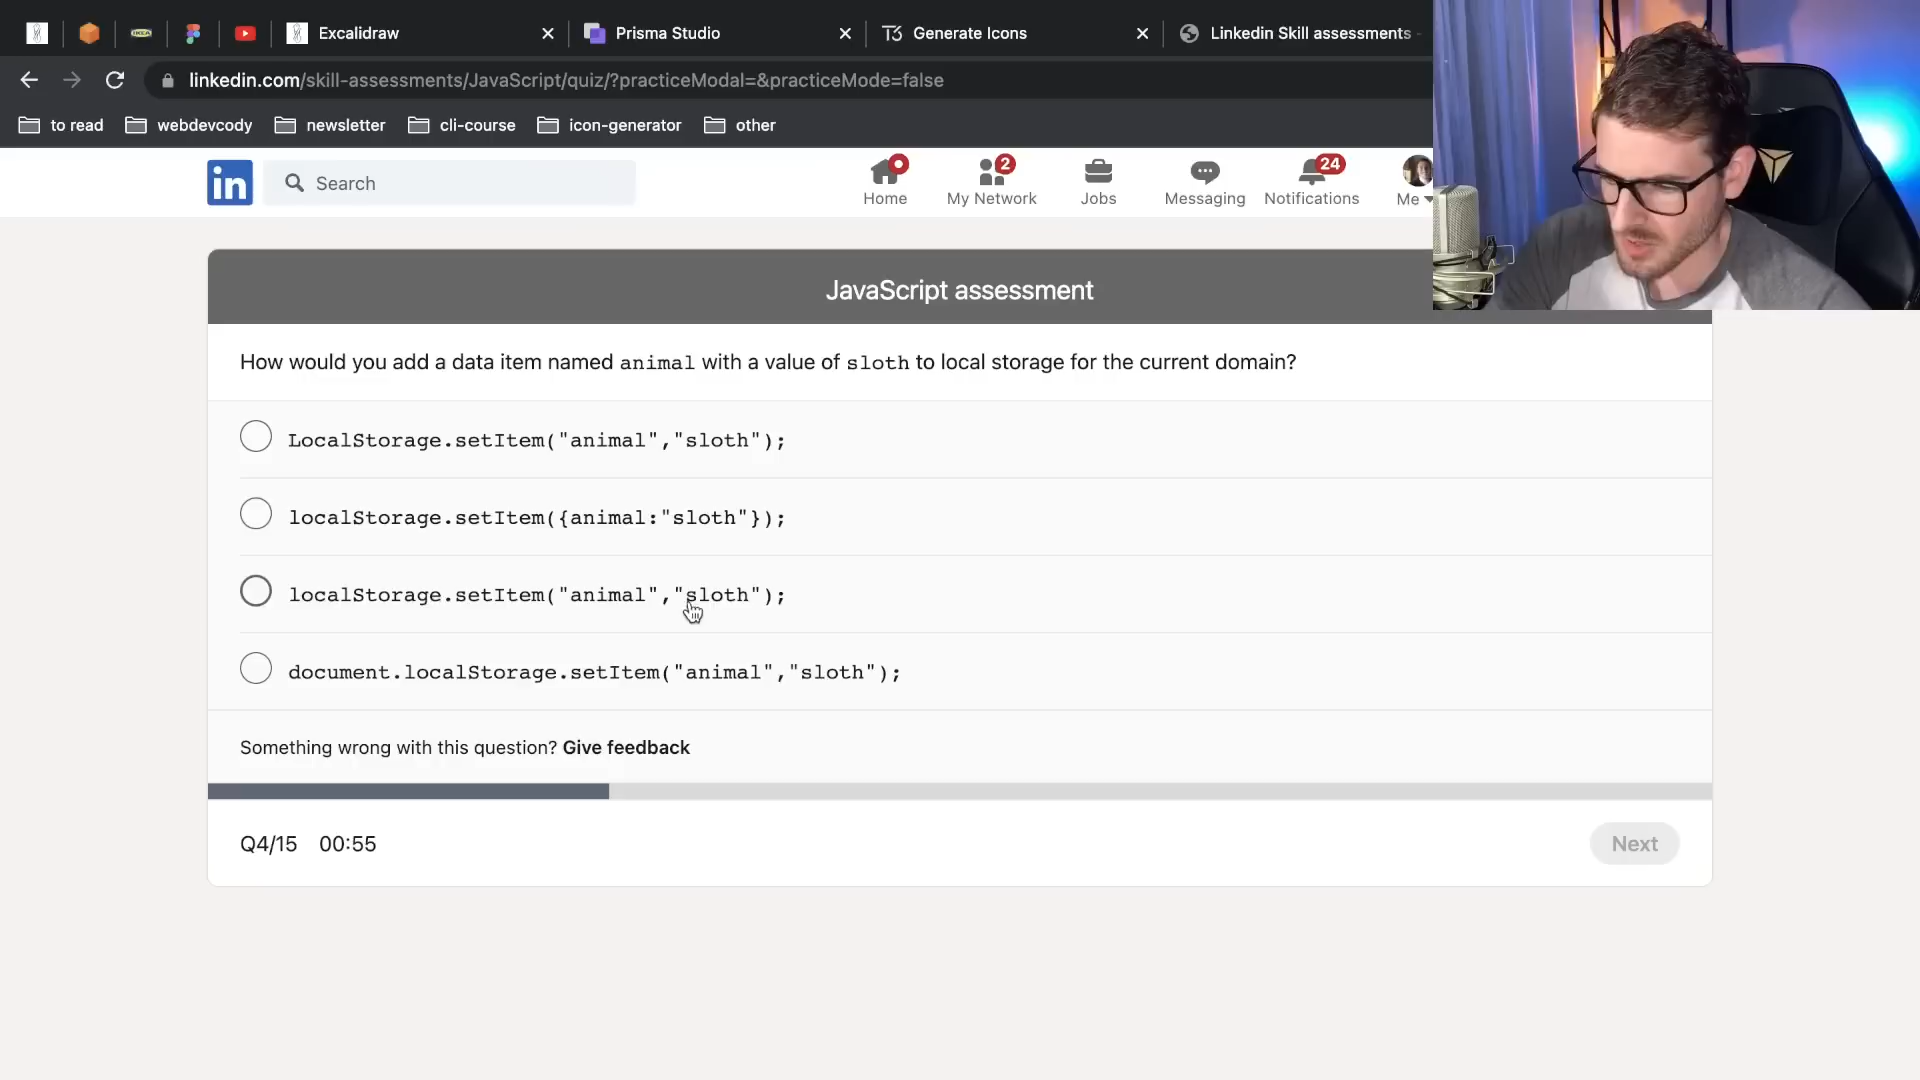 IKEA
Excalidraw
Prisma Studio
T3 Generate Icons
Linkedin Skill assessments -
linkedin.com/skill-assessments/JavaScript/quiz/?practiceModal=&practiceMode=false
to read
webdevcody
newsletter
cli-course
icon-generator
other
in
Search
Home
2
My Network
Jobs
Messaging
24
Notifications
Me
JavaScript assessment
How would you add a data item named animal with a value of sloth to local storage for the current domain?
LocalStorage.setItem("animal","sloth");
localStorage.setItem({animal:"sloth"});
localStorage.setItem("animal","sloth");
document.localStorage.setItem("animal","sloth");
Something wrong with this question? Give feedback
Q4/15 00:55
Next